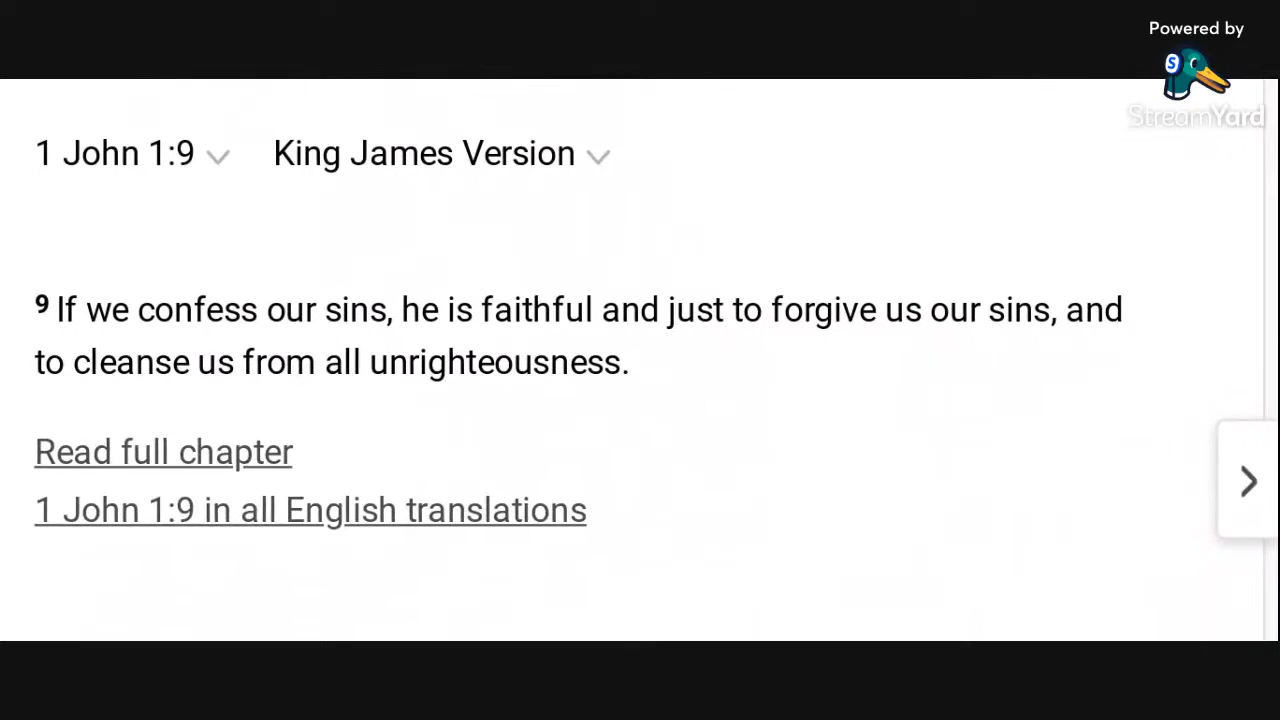 Powered by
S
StreamYard
1 John 1:9 King James Version
9 If we confess our sins, he is faithful and just to forgive us our sins, and
to cleanse us from all unrighteousness.
Read full chapter
1 John 1:9 in all English translations